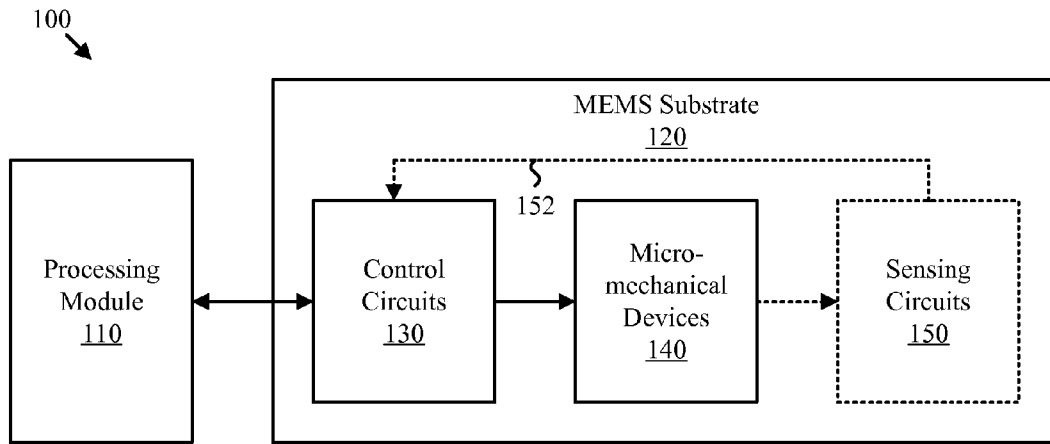 100
MEMS Substrate
120
152
Processing
Module
110
Control
Circuits
130
Micro-
mechanical
Devices
140
Sensing
Circuits
150